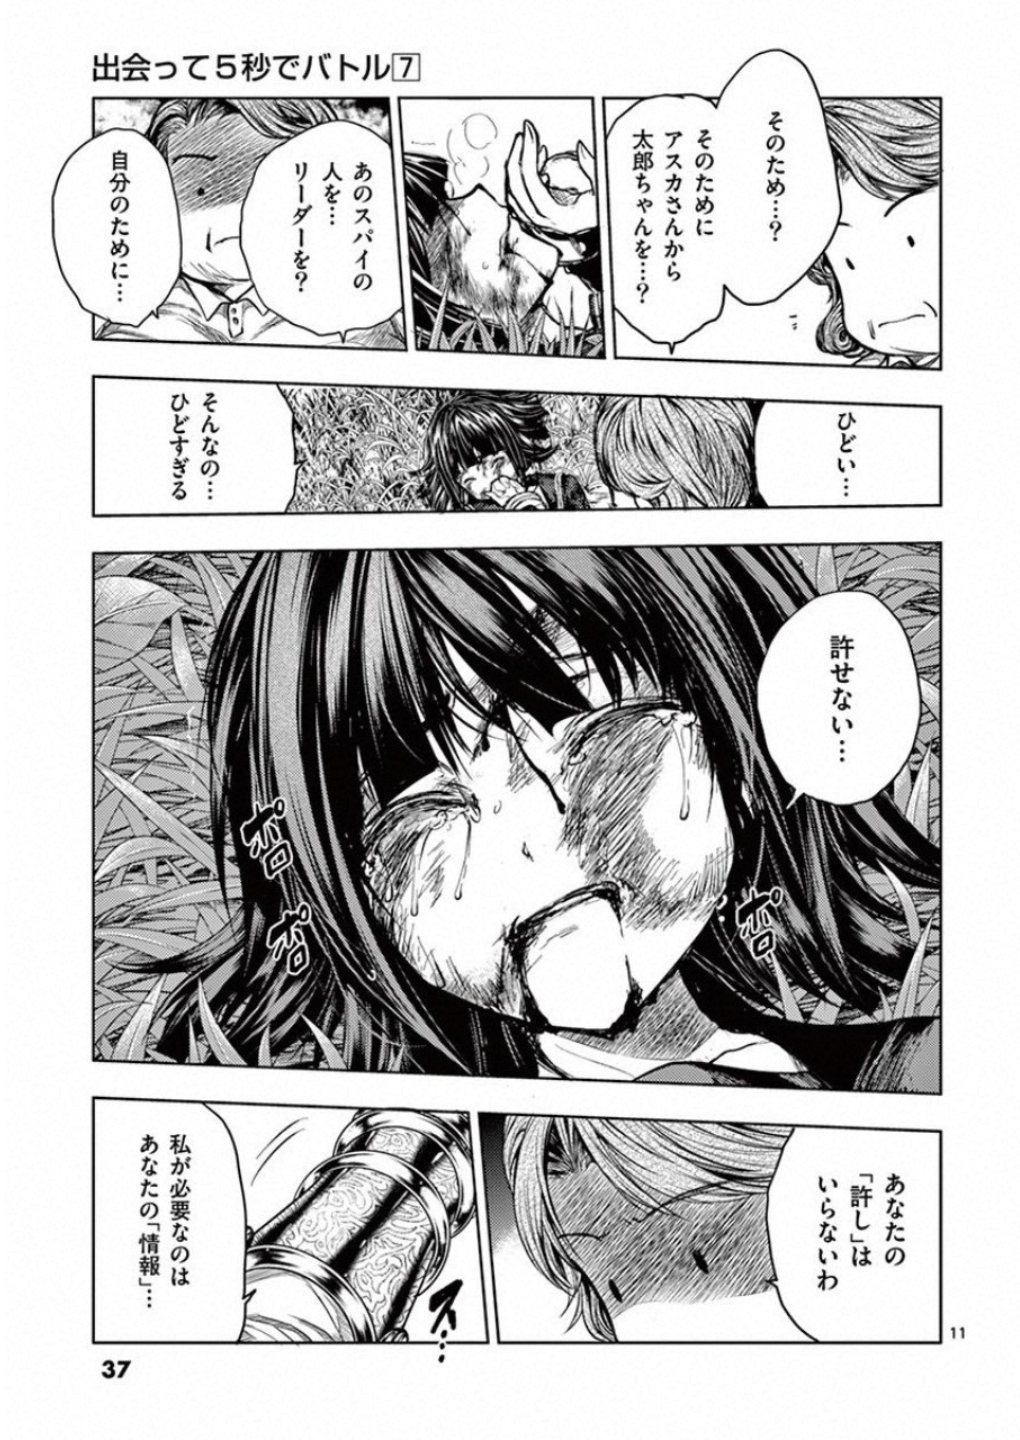 出会って5秒でバトル7
そのため…?
そのために
アスカさんから
太郎ちゃんを…?
あのスパイの
人を…
リーダーを?
自分のために…
ひどい…
そんなの…
ひどすぎる
許せない…
ポロ
ポロ
ポロ
あなたの
「許し」は
いらないわ
私が必要なのは
あなたの「情報」…
ス…
11
37